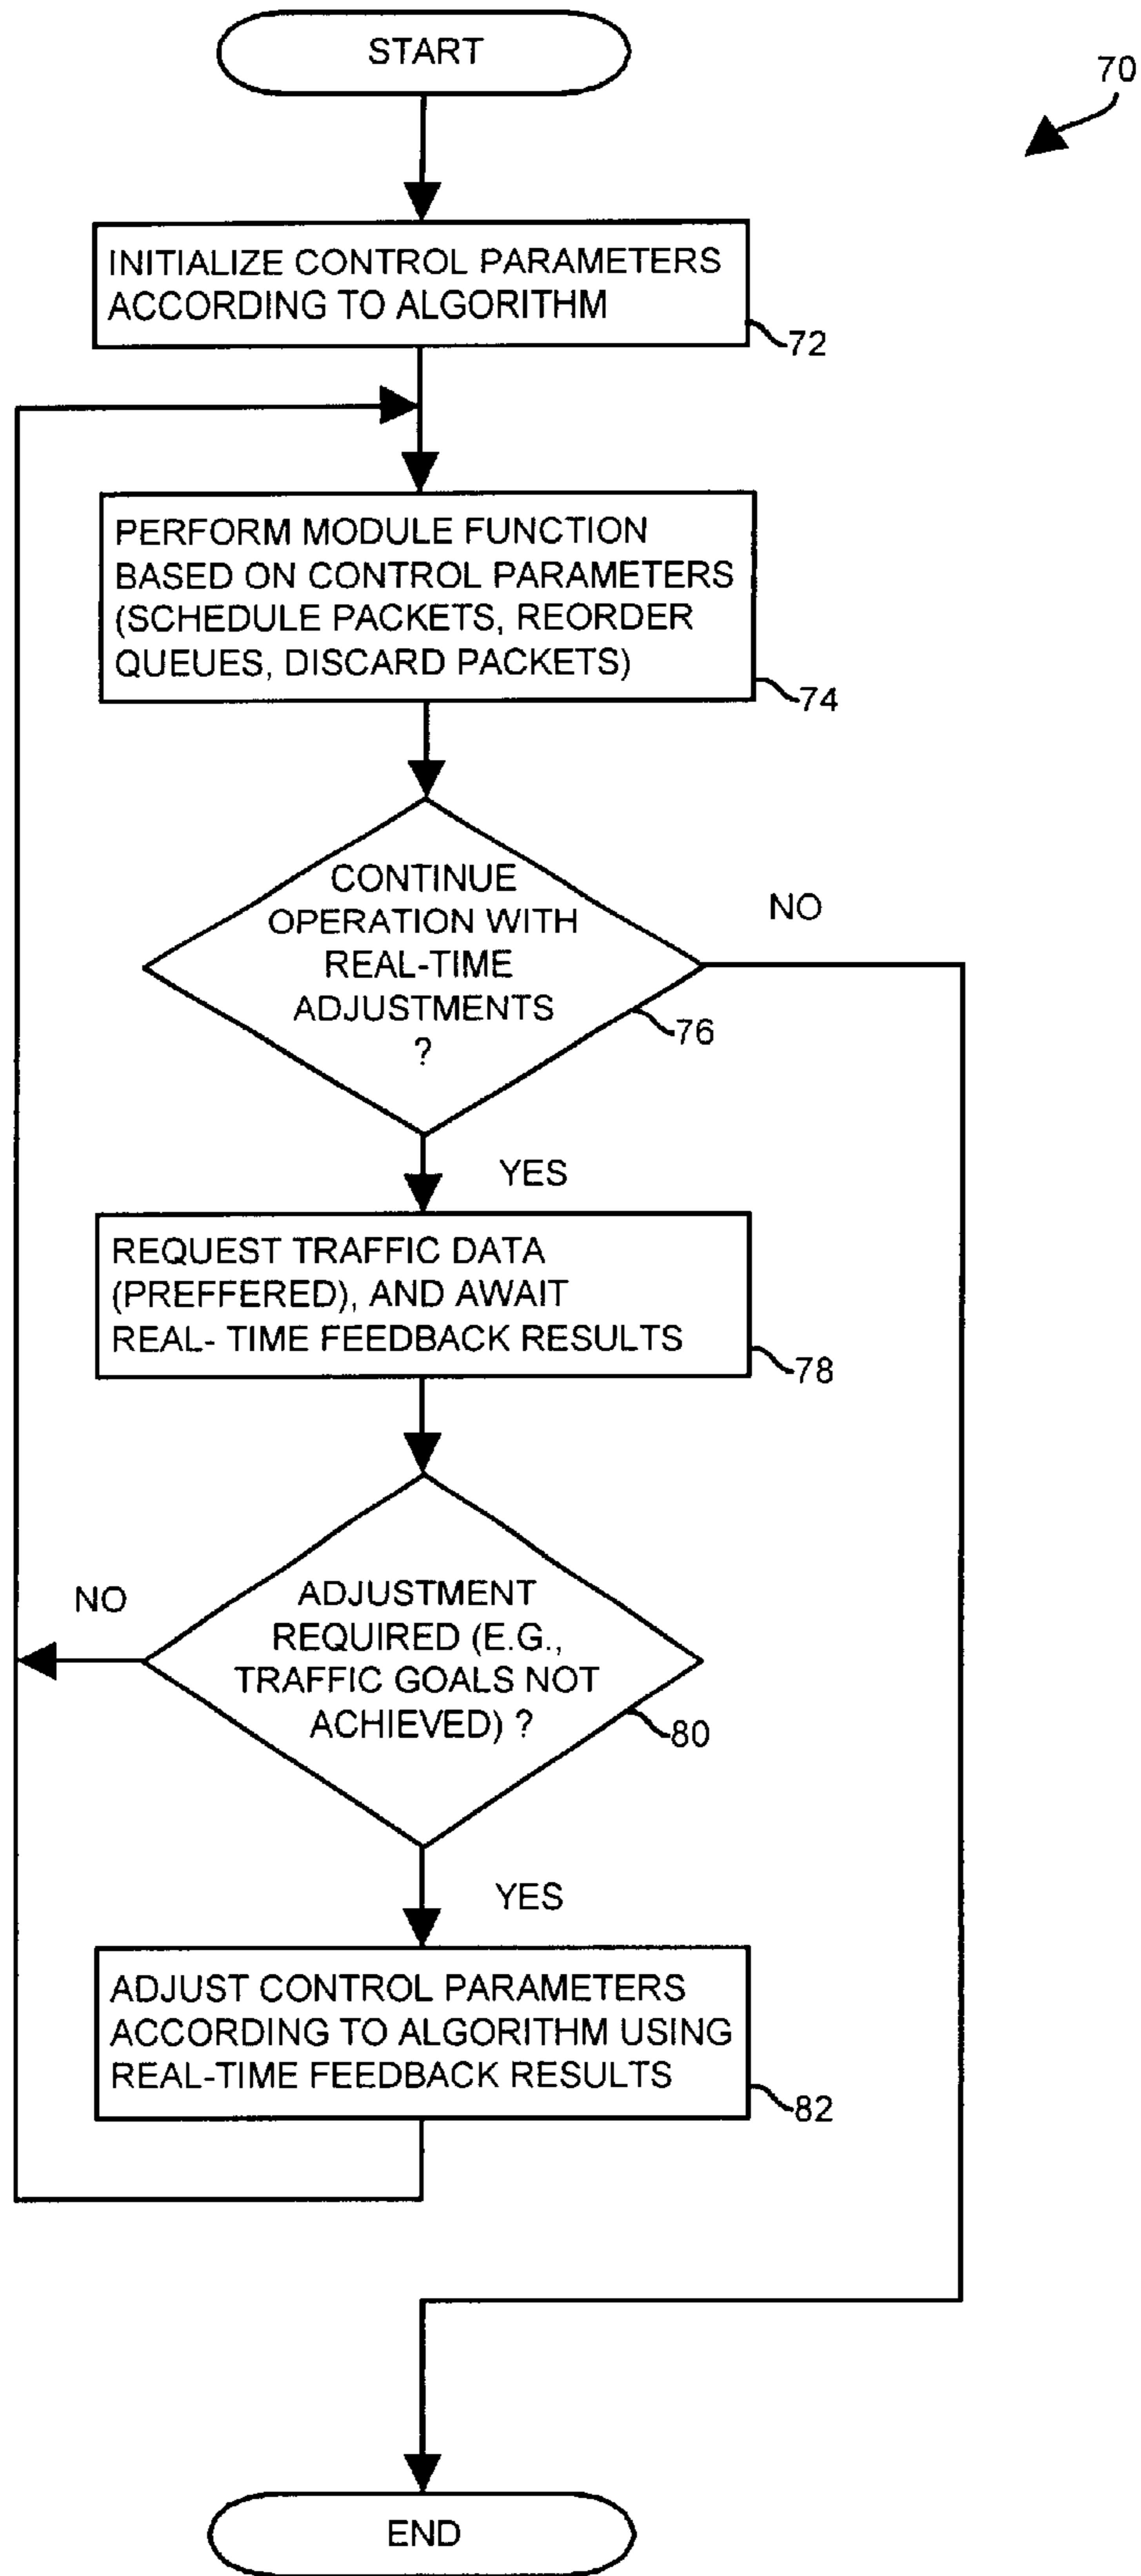 START
70
INITIALIZE CONTROL PARAMETERS
ACCORDING TO ALGORITHM
72
PERFORM MODULE FUNCTION
BASED ON CONTROL PARAMETERS
(SCHEDULE PACKETS, REORDER
QUEUES, DISCARD PACKETS)
74
CONTINUE
OPERATION WITH
REAL-TIME
ADJUSTMENTS
?
NO
76
YES
REQUEST TRAFFIC DATA
(PREFFERED), AND AWAIT
REAL- TIME FEEDBACK RESULTS
78
NO
ADJUSTMENT
REQUIRED (E.G.,
TRAFFIC GOALS NOT
ACHIEVED) ?
80
YES
ADJUST CONTROL PARAMETERS
ACCORDING TO ALGORITHM USING
REAL-TIME FEEDBACK RESULTS
82
END